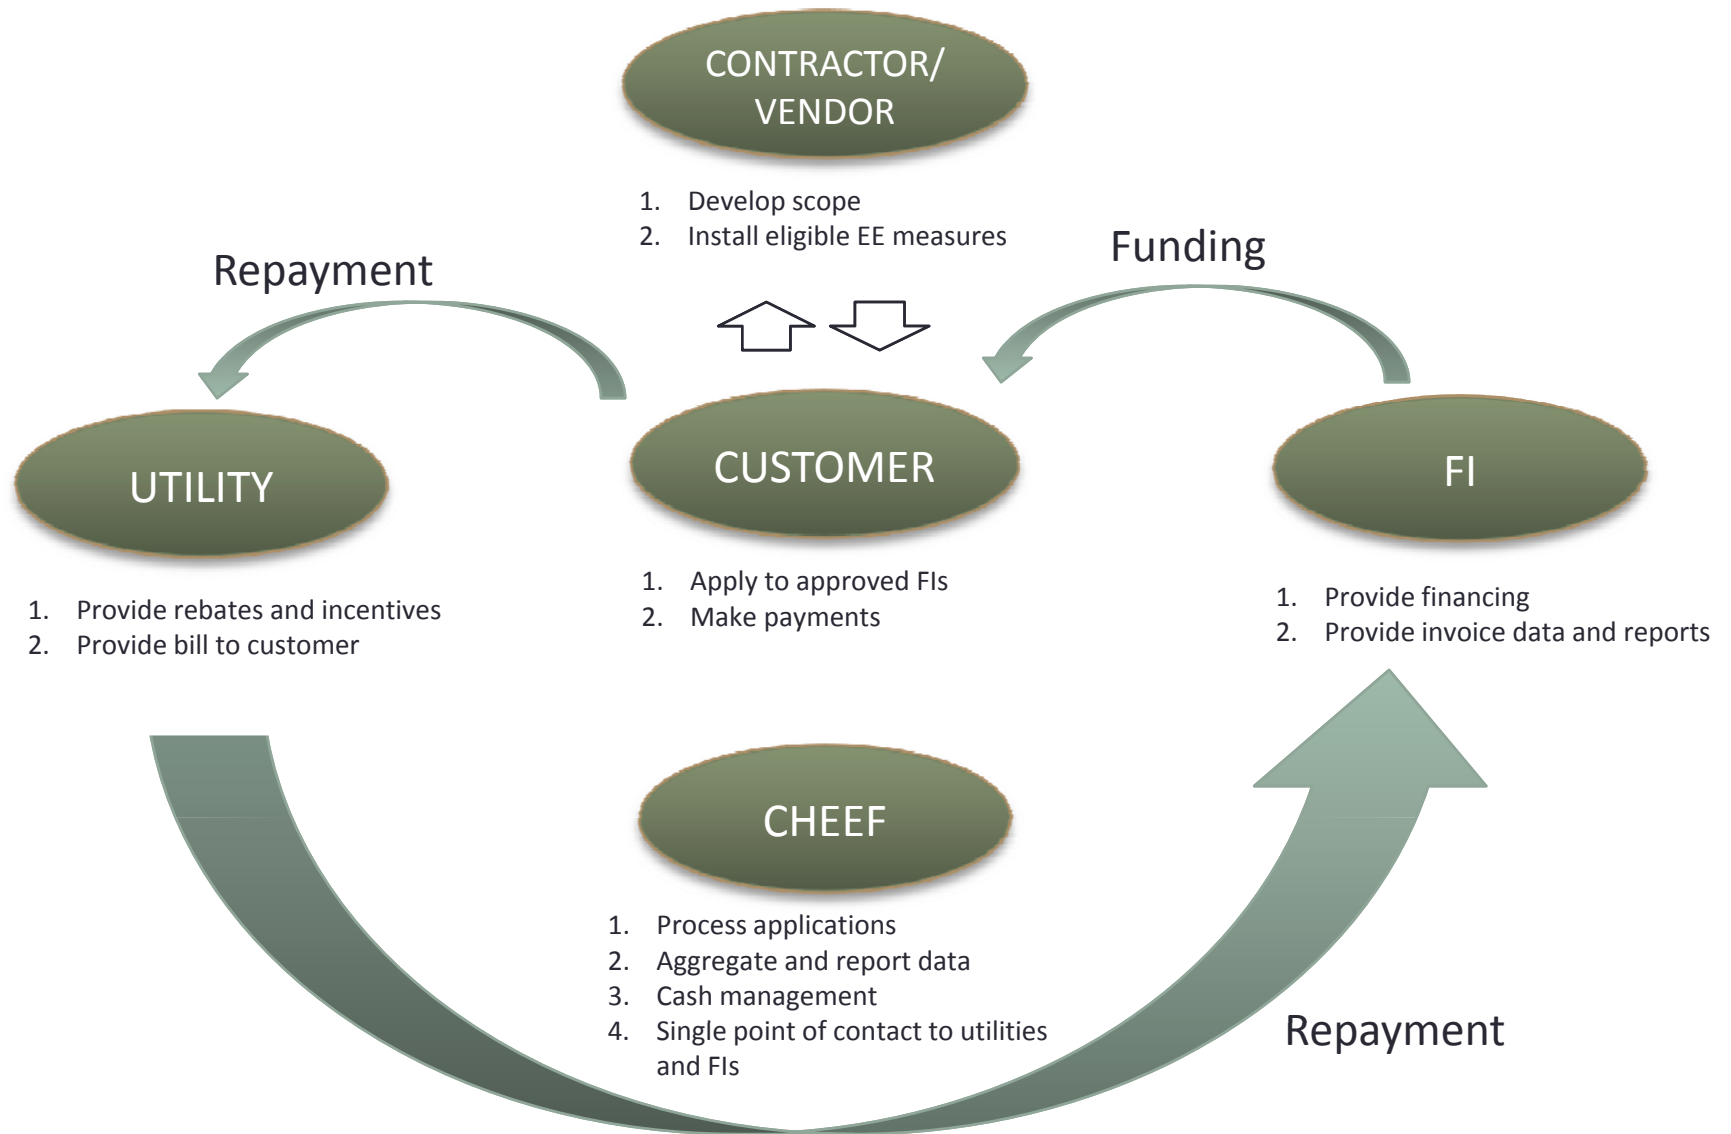 CONTRACTOR/
VENDOR
1. Develop scope
2. Install eligible EE measures
Repayment
Funding
UTILITY
CUSTOMER
FI
1. Provide rebates and incentives
2. Provide bill to customer
1. Apply to approved FIs
2. Make payments
1. Provide financing
2. Provide invoice data and reports
CHEEF
1. Process applications
2. Aggregate and report data
3. Cash management
4. Single point of contact to utilities
and FIs
Repayment